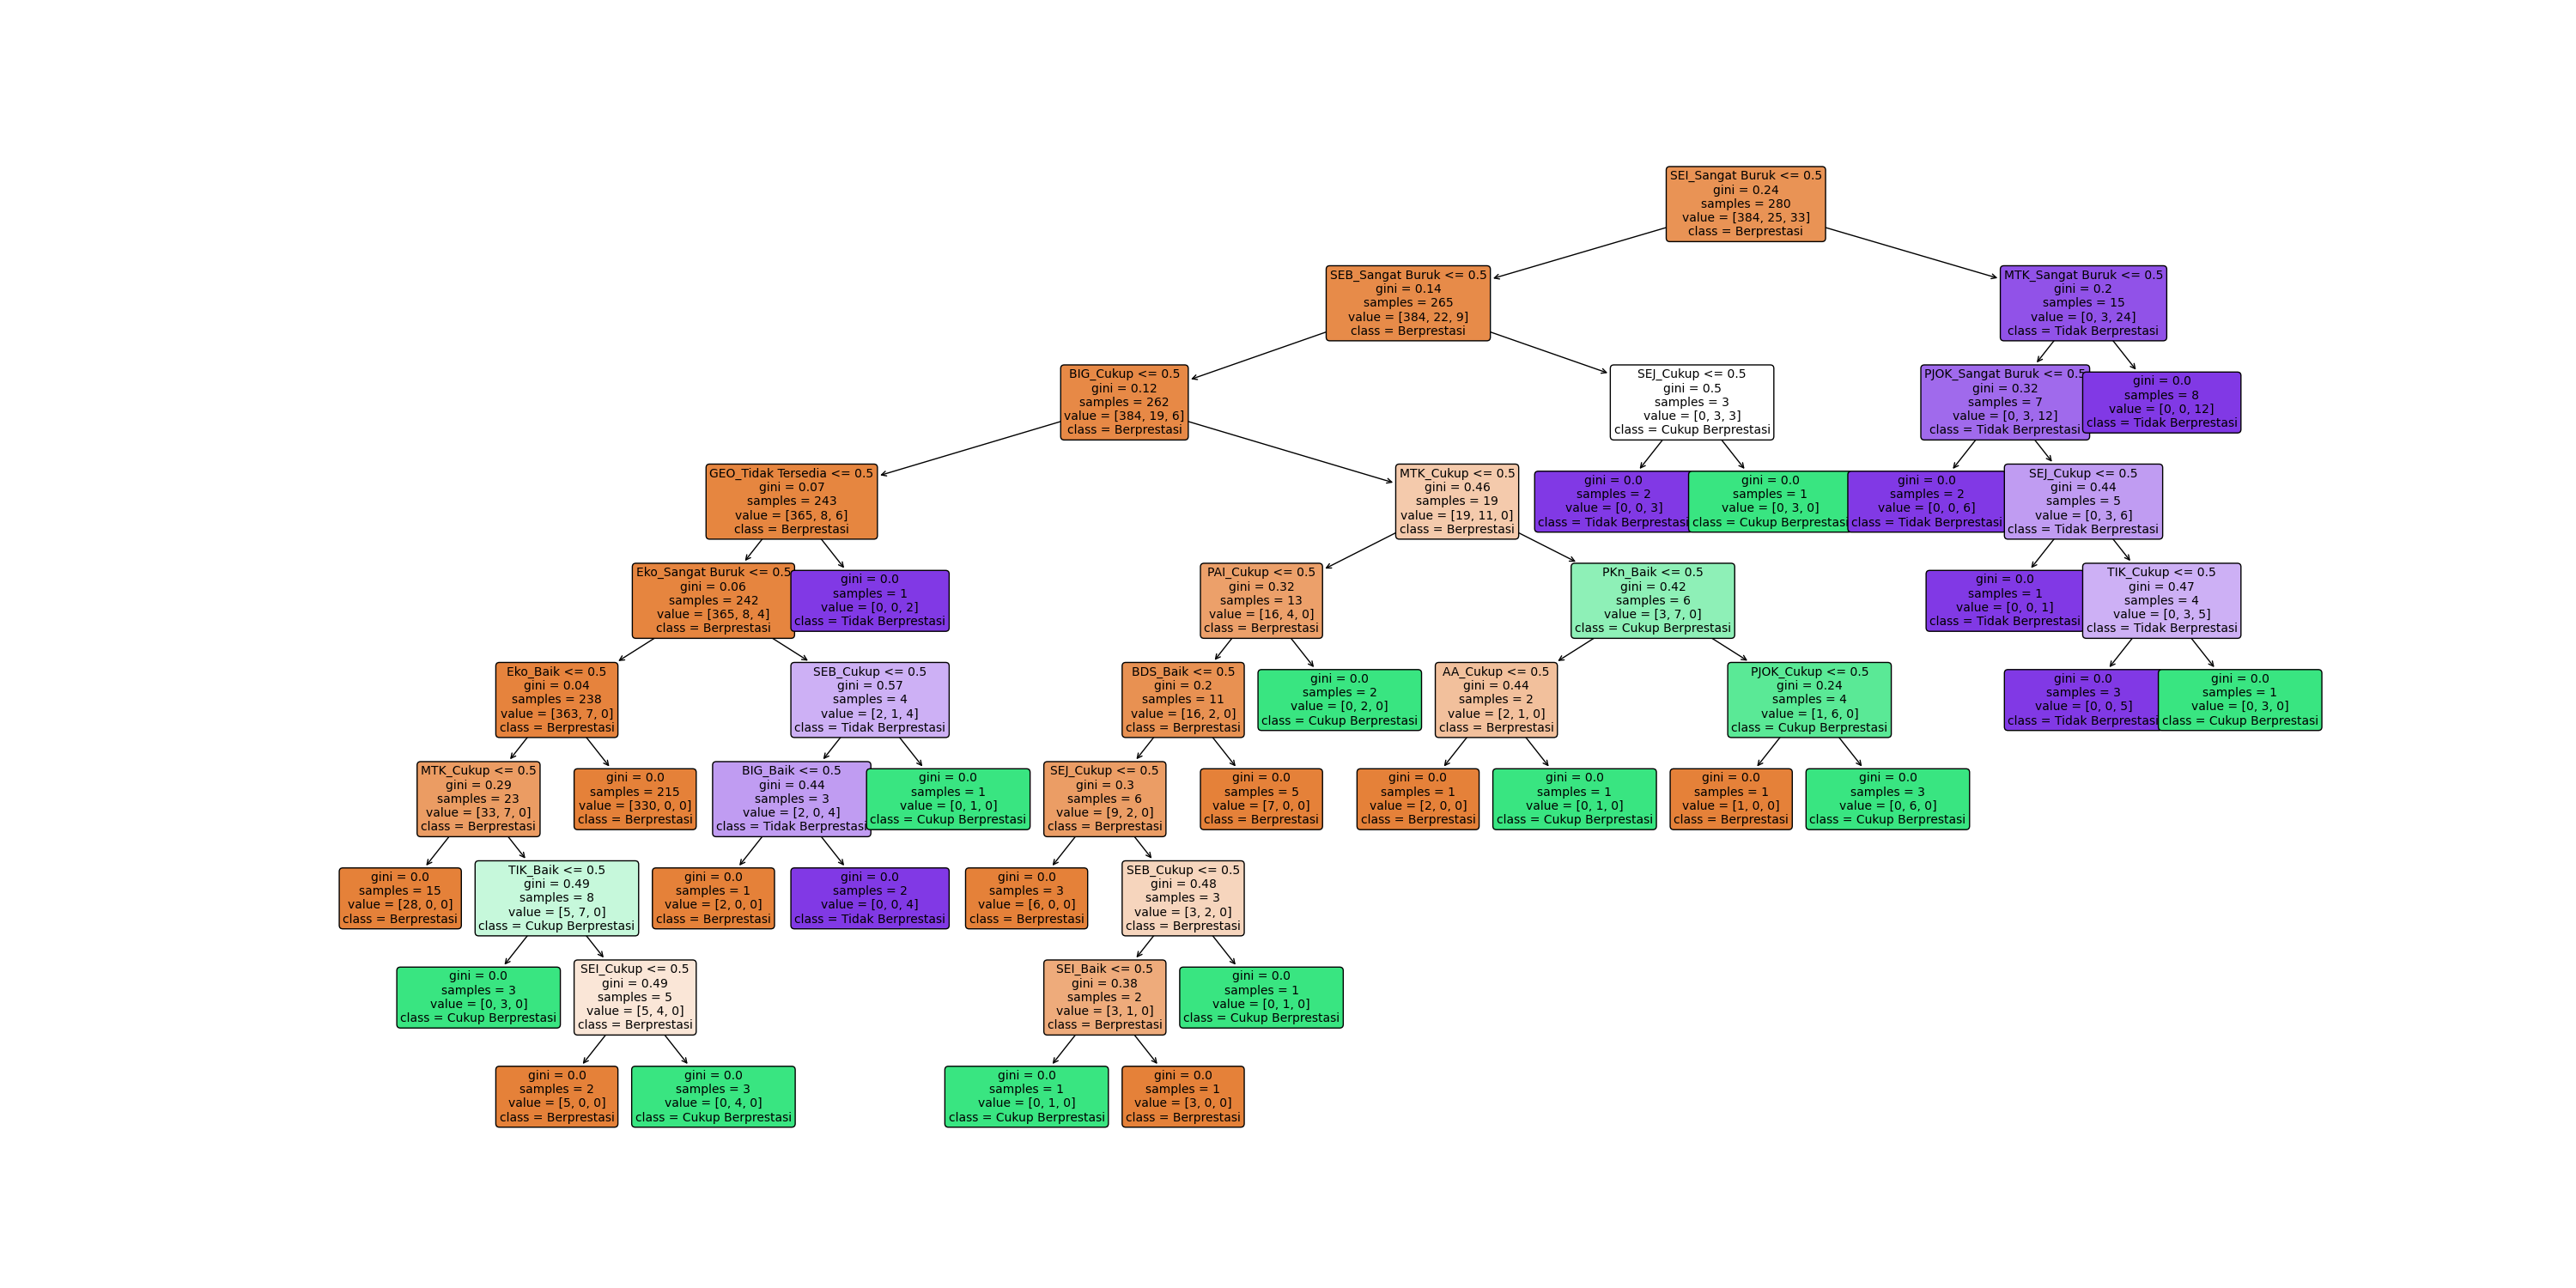 SEI_Sangat Buruk <= 0.5
gini = 0.24
samples = 280
value = [384, 25, 33]
class = Berprestasi
SEB_Sangat Buruk <= 0.5
gini = 0.14
samples = 265
value = [384, 22, 9]
class = Berprestasi
MTK_Sangat Buruk <= 0.5
gini = 0.2
samples = 15
value = [0, 3, 24]
class = Tidak Berprestasi
BIG_Cukup <= 0.5
gini = 0.12
samples = 262
value = [384, 19, 6]
class = Berprestasi
SEJ_Cukup <= 0.5
gini = 0.5
samples = 3
value = [0, 3, 3]
class = Cukup Berprestasi
PJOK_Sangat Buruk <= 0.5
gini = 0.32
samples = 7
value = [0, 3, 12]
class = Tidak Berprestasi
gini = 0.0
samples = 8
value = [0, 0, 12]
class = Tidak Berprestasi
GEO_Tidak Tersedia <= 0.5
gini = 0.07
samples = 243
value = [365, 8, 6]
class = Berprestasi
MTK_Cukup <= 0.5
gini = 0.46
samples = 19
value = [19, 11, 0]
class = Berprestasi
gini = 0.0
samples = 2
value = [0, 0, 3]
class = Tidak Berprestasi
gini = 0.0
samples = 1
value = [0, 3, 0]
class = Cukup Berprestasi
gini = 0.0
samples = 2
value = [0, 0, 6]
class = Tidak Berprestasi
SEJ_Cukup <= 0.5
gini = 0.44
samples = 5
value = [0, 3, 6]
class = Tidak Berprestasi
Eko_Sangat Buruk <= 0.5
gini = 0.06
samples = 242
value = [365, 8, 4]
class = Berprestasi
gini = 0.0
samples = 1
value = [0, 0, 2]
class = Tidak Berprestasi
PAI_Cukup <= 0.5
gini = 0.32
samples = 13
value = [16, 4, 0]
class = Berprestasi
PKn_Baik <= 0.5
gini = 0.42
samples = 6
value = [3, 7, 0]
class = Cukup Berprestasi
gini = 0.0
samples = 1
value = [0, 0, 1]
class = Tidak Berprestasi
TIK_Cukup <= 0.5
gini = 0.47
samples = 4
value = [0, 3, 5]
class = Tidak Berprestasi
Eko_Baik <= 0.5
gini = 0.04
samples = 238
value = [363, 7, 0]
class = Berprestasi
SEB_Cukup <= 0.5
gini = 0.57
samples = 4
value = [2, 1, 4]
class = Tidak Berprestasi
BDS_Baik <= 0.5
gini = 0.2
samples = 11
value = [16, 2, 0]
class = Berprestasi
gini = 0.0
samples = 2
value = [0, 2, 0]
class = Cukup Berprestasi
AA_Cukup <= 0.5
gini = 0.44
samples = 2
value = [2, 1, 0]
class = Berprestasi
PJOK_Cukup <= 0.5
gini = 0.24
samples = 4
value = [1, 6, 0]
class = Cukup Berprestasi
gini = 0.0
samples = 3
value = [0, 0, 5]
class = Tidak Berprestasi
gini = 0.0
samples = 1
value = [0, 3, 0]
class = Cukup Berprestasi
MTK_Cukup <= 0.5
gini = 0.29
samples = 23
value = [33, 7, 0]
class = Berprestasi
gini = 0.0
samples = 215
value = [330, 0, 0]
class = Berprestasi
BIG_Baik <= 0.5
gini = 0.44
samples = 3
value = [2, 0, 4]
class = Tidak Berprestasi
gini = 0.0
samples = 1
value = [0, 1, 0]
class = Cukup Berprestasi
SEJ_Cukup <= 0.5
gini = 0.3
samples = 6
value = [9, 2, 0]
class = Berprestasi
gini = 0.0
samples = 5
value = [7, 0, 0]
class = Berprestasi
gini = 0.0
samples = 1
value = [2, 0, 0]
class = Berprestasi
gini = 0.0
samples = 1
value = [0, 1, 0]
class = Cukup Berprestasi
gini = 0.0
samples = 1
value = [1, 0, 0]
class = Berprestasi
gini = 0.0
samples = 3
value = [0, 6, 0]
class = Cukup Berprestasi
gini = 0.0
samples = 15
value = [28, 0, 0]
class = Berprestasi
TIK_Baik <= 0.5
gini = 0.49
samples = 8
value = [5, 7, 0]
class = Cukup Berprestasi
gini = 0.0
samples = 1
value = [2, 0, 0]
class = Berprestasi
gini = 0.0
samples = 2
value = [0, 0, 4]
class = Tidak Berprestasi
gini = 0.0
samples = 3
value = [6, 0, 0]
class = Berprestasi
SEB_Cukup <= 0.5
gini = 0.48
samples = 3
value = [3, 2, 0]
class = Berprestasi
gini = 0.0
samples = 3
value = [0, 3, 0]
class = Cukup Berprestasi
SEI_Cukup <= 0.5
gini = 0.49
samples = 5
value = [5, 4, 0]
class = Berprestasi
SEI_Baik <= 0.5
gini = 0.38
samples = 2
value = [3, 1, 0]
class = Berprestasi
gini = 0.0
samples = 1
value = [0, 1, 0]
class = Cukup Berprestasi
gini = 0.0
samples = 2
value = [5, 0, 0]
class = Berprestasi
gini = 0.0
samples = 3
value = [0, 4, 0]
class = Cukup Berprestasi
gini = 0.0
samples = 1
value = [0, 1, 0]
class = Cukup Berprestasi
gini = 0.0
samples = 1
value = [3, 0, 0]
class = Berprestasi